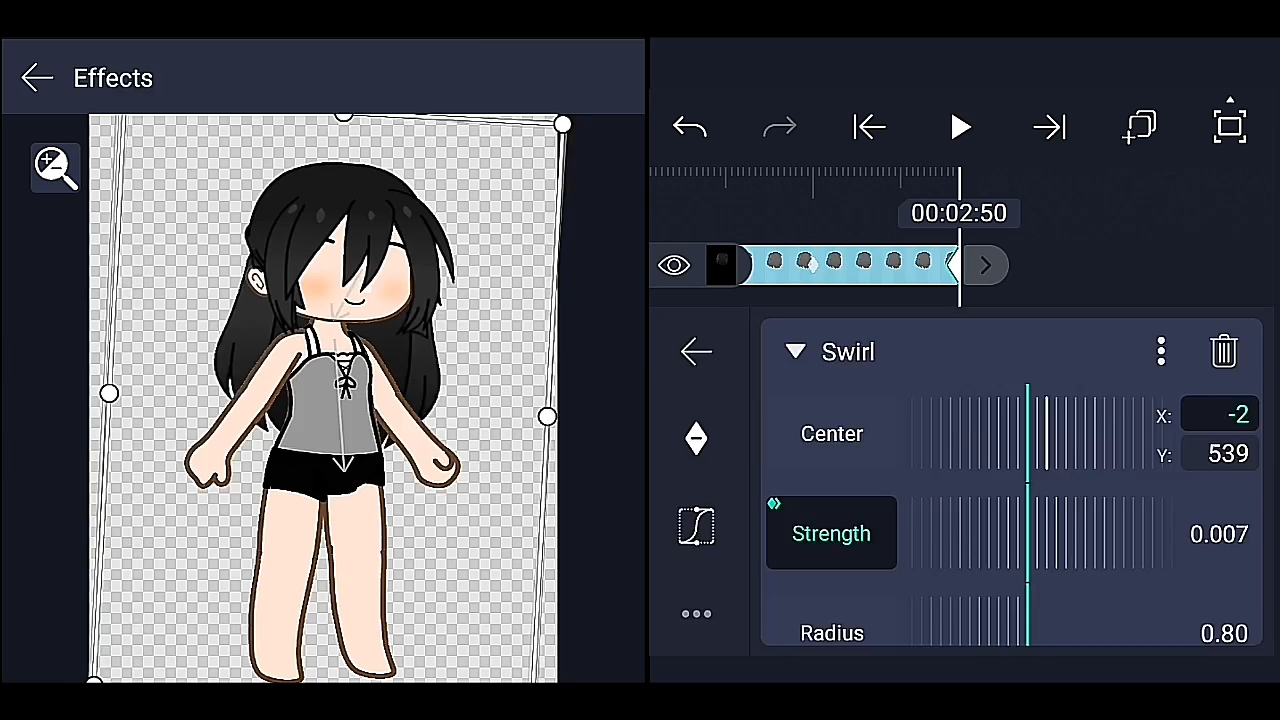 Effects
00:02:50
Swirl
Center
X: -2
Y: 539
Strength
0.007
Radius
0.80